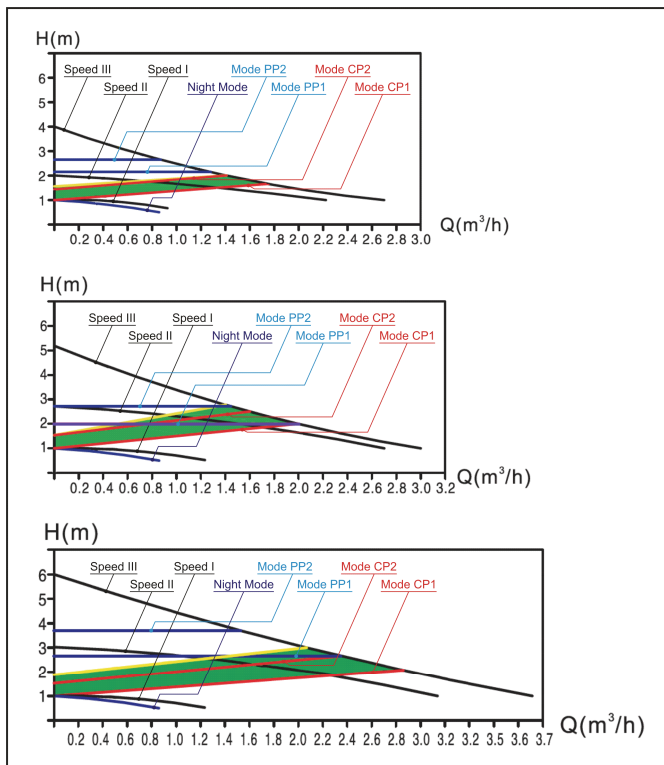 H(m)
Speed III Speed I Mode PP2 Mode CP2
Speed II Night Mode Mode PP1 Mode CP1
6
5
4
3
2
1
0.2 0.4 0.6 0.8 1.0 1.2 1.4 1.6 1.8 2.0 2.2 2.4 2.6 2.8 3.0
Q(m³/h)
H(m)
Speed III Speed I Mode PP2 Mode CP2
Speed II Night Mode Mode PP1 Mode CP1
6
5
4
3
2
1
0.2 0.4 0.6 0.8 1.0 1.2 1.4 1.6 1.8 2.0 2.2 2.4 2.6 2.8 3.0 3.2
Q(m³/h)
H(m)
Speed III Speed I Mode PP2 Mode CP2
Speed II Night Mode Mode PP1 Mode CP1
6
5
4
3
2
1
0.2 0.4 0.6 0.8 1.0 1.2 1.4 1.6 1.8 2.0 2.2 2.4 2.6 2.8 3.0 3.2 3.3 3.6 3.7
Q(m³/h)